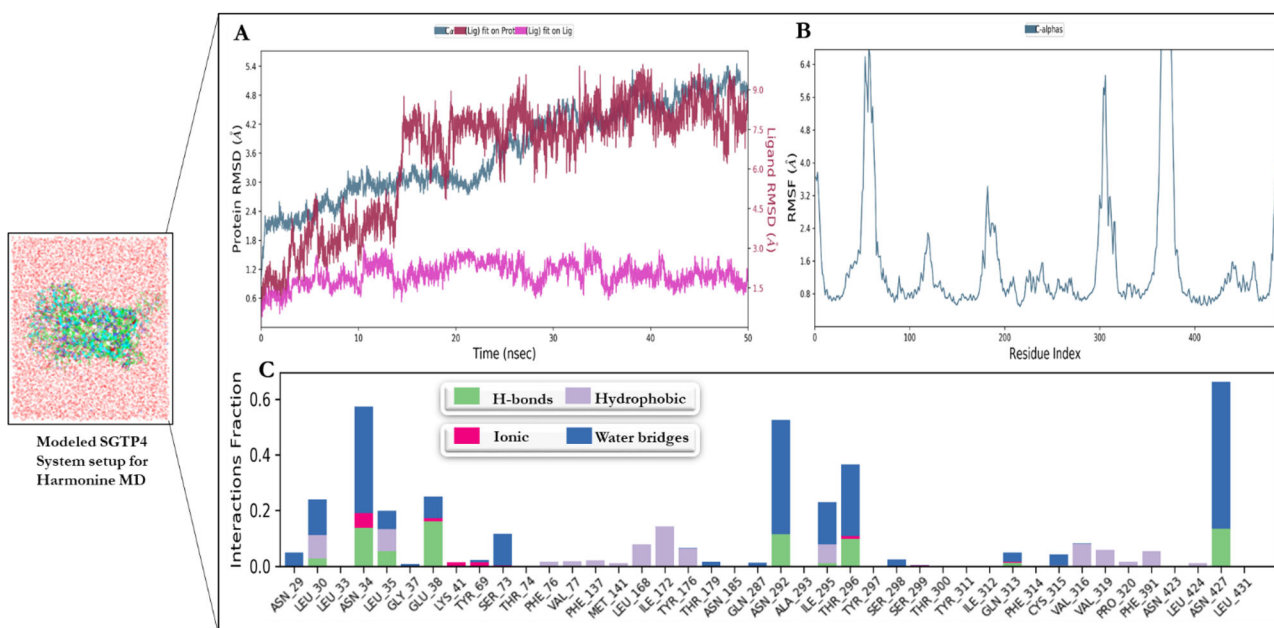 A
Cα (Lig) fit on Prot (Lig) fit on Lig
Protein RMSD (Å)
5.4
4.8
4.2
3.6
3.0
2.4
1.8
1.2
0.6
9.0
7.5
6.0
4.5
3.0
1.5
Ligand RMSD (Å)
0 10 20 30 40 50
Time (nsec)
B
C-alphas
RMSF (Å)
6.4
5.6
4.8
4.0
3.2
2.4
1.6
0.8
0 100 200 300 400
Residue Index
Modeled SGTP4
System setup for
Harmonine MD
C
H-bonds Hydrophobic
Ionic Water bridges
Interactions Fraction
0.6
0.4
0.2
0.0
ASN_29
LEU_30
LEU_33
ASN_34
LEU_35
GLY_37
GLU_38
LYS_41
TYR_69
SER_73
THR_74
PHE_76
VAL_77
PHE_137
MET_141
LEU_168
ILE_172
TYR_176
THR_179
ASN_185
GLN_287
ASN_292
ALA_293
ILE_295
THR_296
TYR_297
SER_298
SER_299
THR_300
TYR_311
ILE_312
GLN_313
PHE_314
CYS_315
VAL_316
VAL_319
PRO_320
PHE_391
ASN_423
LEU_424
ASN_427
LEU_431